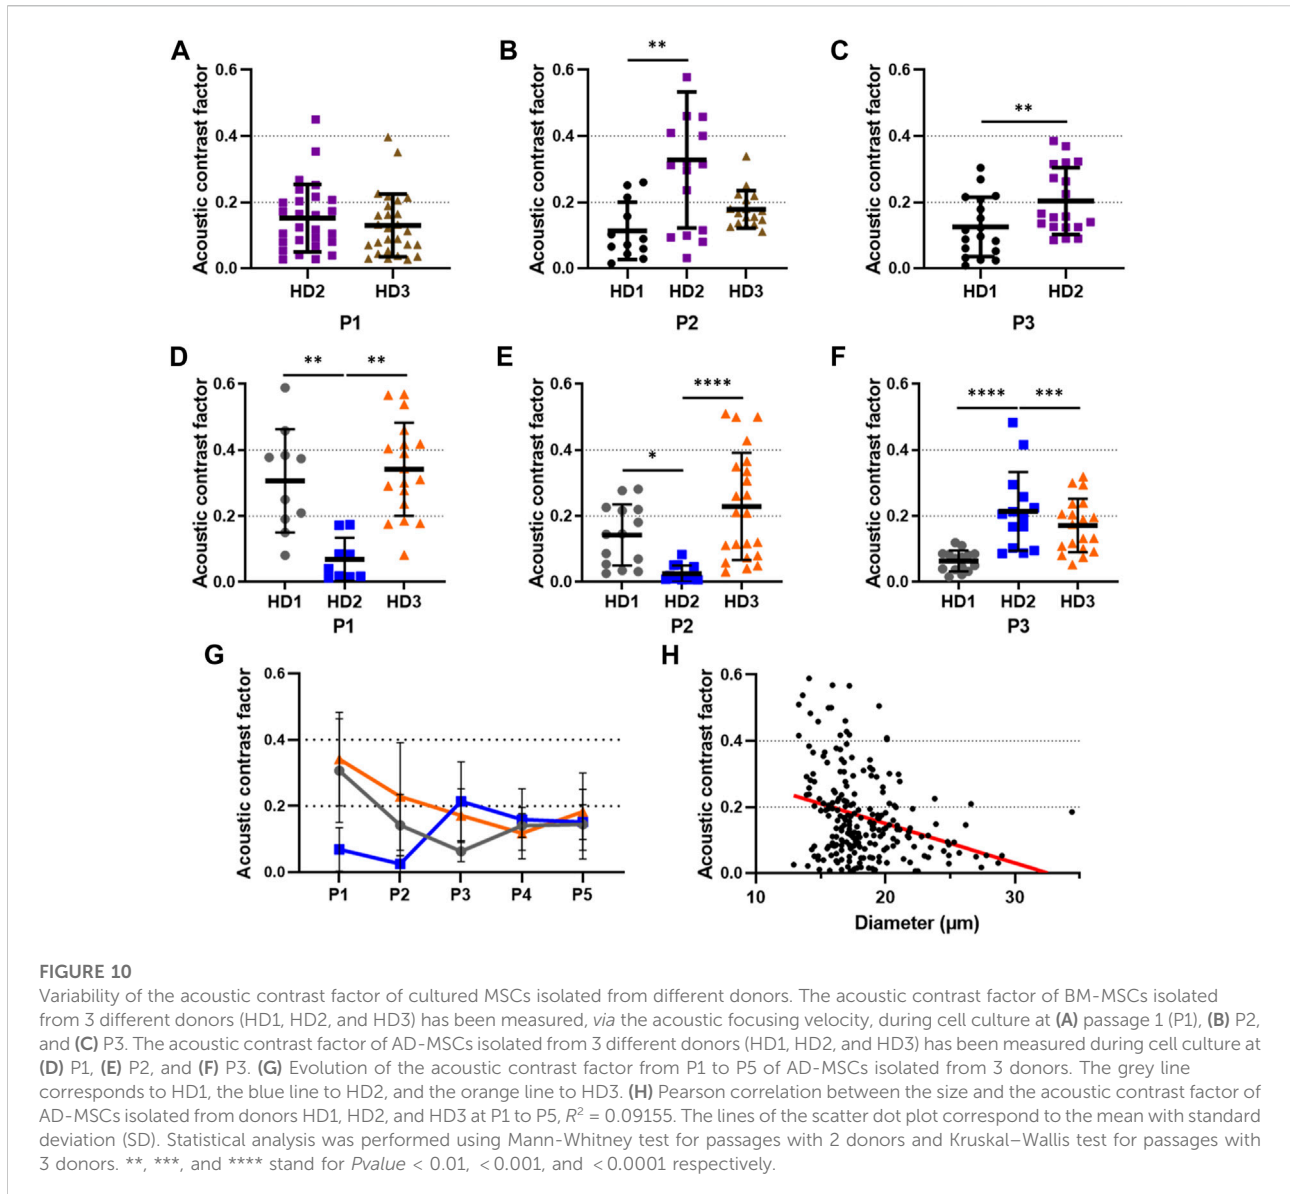 A
Acoustic contrast factor
0.6
0.4
0.2
0.0
HD2 HD3
P1
B
**
Acoustic contrast factor
0.6
0.4
0.2
0.0
HD1 HD2 HD3
P2
C
**
Acoustic contrast factor
0.6
0.4
0.2
0.0
HD1 HD2
P3
D
** **
Acoustic contrast factor
0.6
0.4
0.2
0.0
HD1 HD2 HD3
P1
E
* ****
Acoustic contrast factor
0.6
0.4
0.2
0.0
HD1 HD2 HD3
P2
F
**** ***
Acoustic contrast factor
0.6
0.4
0.2
0.0
HD1 HD2 HD3
P3
G
Acoustic contrast factor
0.6
0.4
0.2
0.0
P1 P2 P3 P4 P5
H
Acoustic contrast factor
0.6
0.4
0.2
0.0
10 20 30
Diameter (µm)
FIGURE 10
Variability of the acoustic contrast factor of cultured MSCs isolated from different donors. The acoustic contrast factor of BM-MSCs isolated
from 3 different donors (HD1, HD2, and HD3) has been measured, via the acoustic focusing velocity, during cell culture at (A) passage 1 (P1), (B) P2,
and (C) P3. The acoustic contrast factor of AD-MSCs isolated from 3 different donors (HD1, HD2, and HD3) has been measured during cell culture at
(D) P1, (E) P2, and (F) P3. (G) Evolution of the acoustic contrast factor from P1 to P5 of AD-MSCs isolated from 3 donors. The grey line
corresponds to HD1, the blue line to HD2, and the orange line to HD3. (H) Pearson correlation between the size and the acoustic contrast factor of
AD-MSCs isolated from donors HD1, HD2, and HD3 at P1 to P5, R² = 0.09155. The lines of the scatter dot plot correspond to the mean with standard
deviation (SD). Statistical analysis was performed using Mann-Whitney test for passages with 2 donors and Kruskal–Wallis test for passages with
3 donors. **, ***, and **** stand for Pvalue < 0.01, <0.001, and <0.0001 respectively.